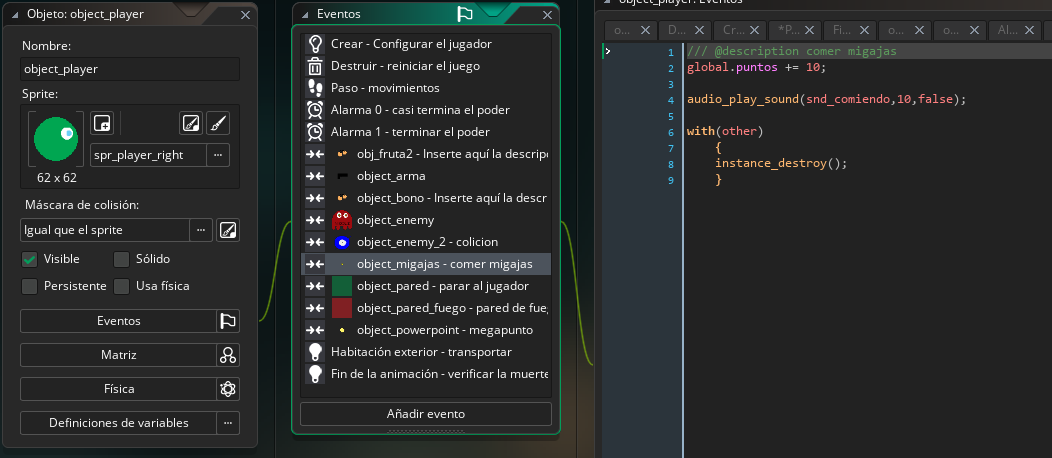 Objeto: object_player
Nombre:
object_player
Sprite:
spr_player_right
62 x 62
Máscara de colisión:
Igual que el sprite
Visible
Sólido
Persistente
Usa física
Eventos
Matriz
Física
Definiciones de variables
Eventos
Crear - Configurar el jugador
Destruir - reiniciar el juego
Paso - movimientos
Alarma 0 - casi termina el poder
Alarma 1 - terminar el poder
obj_fruta2 - Inserte aquí la descripc
object_arma
object_bono - Inserte aquí la descr
object_enemy
object_enemy_2 - colicion
object_migajas - comer migajas
object_pared - parar al jugador
object_pared_fuego - pared de fue
object_powerpoint - megapunto
Habitación exterior - transportar
Fin de la animación - verificar la muerte
Añadir evento
object_player: Eventos
o...
D...
Cr...
*P...
Fi...
o...
o...
Al...
1 /// @description comer migajas
2 global.puntos += 10;
3
4 audio_play_sound(snd_comiendo,10,false);
5
6 with(other)
7 {
8 instance_destroy();
9 }